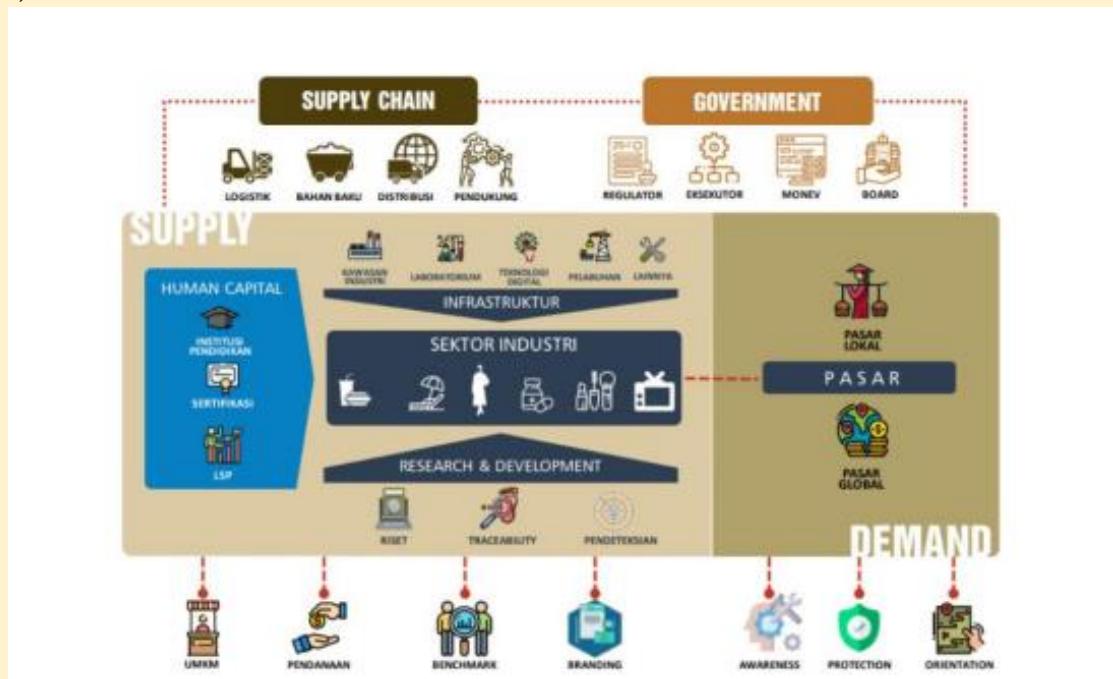 SUPPLY CHAIN
GOVERNMENT
LOGISTIK
BAHAN BAKU
DISTRIBUSI
PENDUKUNG
REGULATOR
EKSEKUTOR
MONEV
BOARD
SUPPLY
KAWASAN
INDUSTRI
LABORATORIUM
TEKNOLOGI
DIGITAL
PELABUHAN
LAINNYA
INFRASTRUKTUR
HUMAN CAPITAL
INSTITUSI
PENDIDIKAN
SERTIFIKASI
LSP
SEKTOR INDUSTRI
RESEARCH & DEVELOPMENT
RISET
TRACEABILITY
PENDETEKSIAN
PASAR
LOKAL
PASAR
PASAR
GLOBAL
DEMAND
UMKM
PENDANAAN
BENCHMARK
BRANDING
AWARENESS
PROTECTION
ORIENTATION